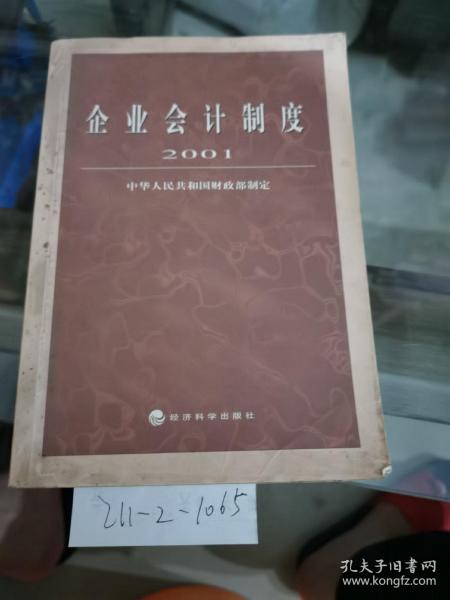 企业会计制度
2001
中华人民共和国财政部制定
经济科学出版社
211-2-1065
孔夫子旧书网
www.kongfz.com